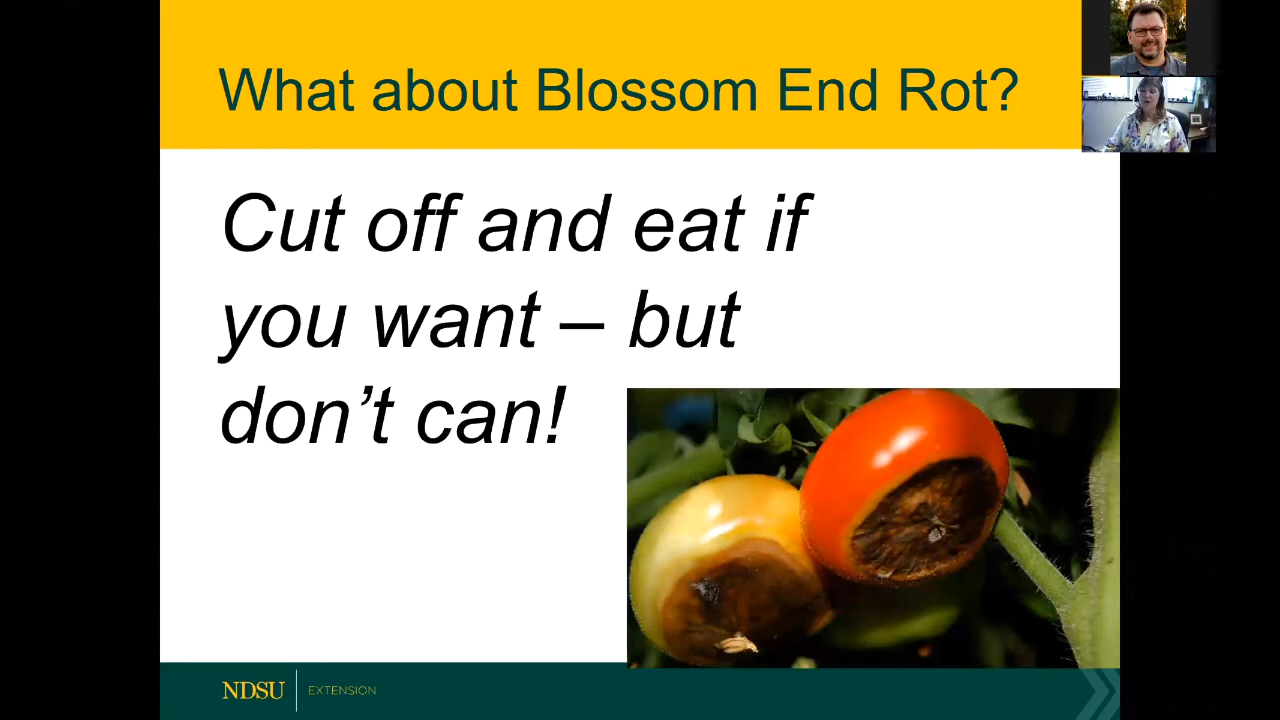 What about Blossom End Rot?
Cut off and eat if
you want – but
don’t can!
NDSU EXTENSION